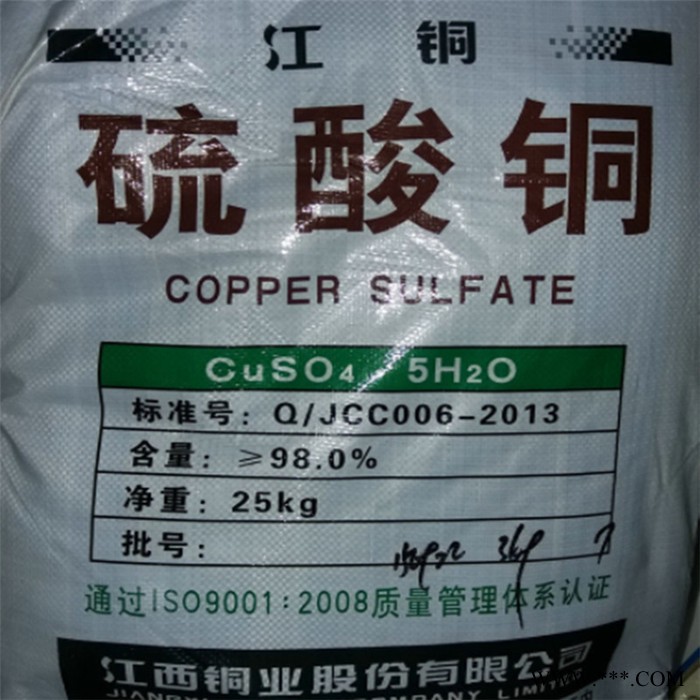 江铜
硫酸铜
COPPER SULFATE
CuSO4 · 5H2O
标准号: Q/JCC006-2013
含量: ≥98.0%
净重: 25kg
批号:
通过ISO9001:2008质量管理体系认证
江西铜业股份有限公司